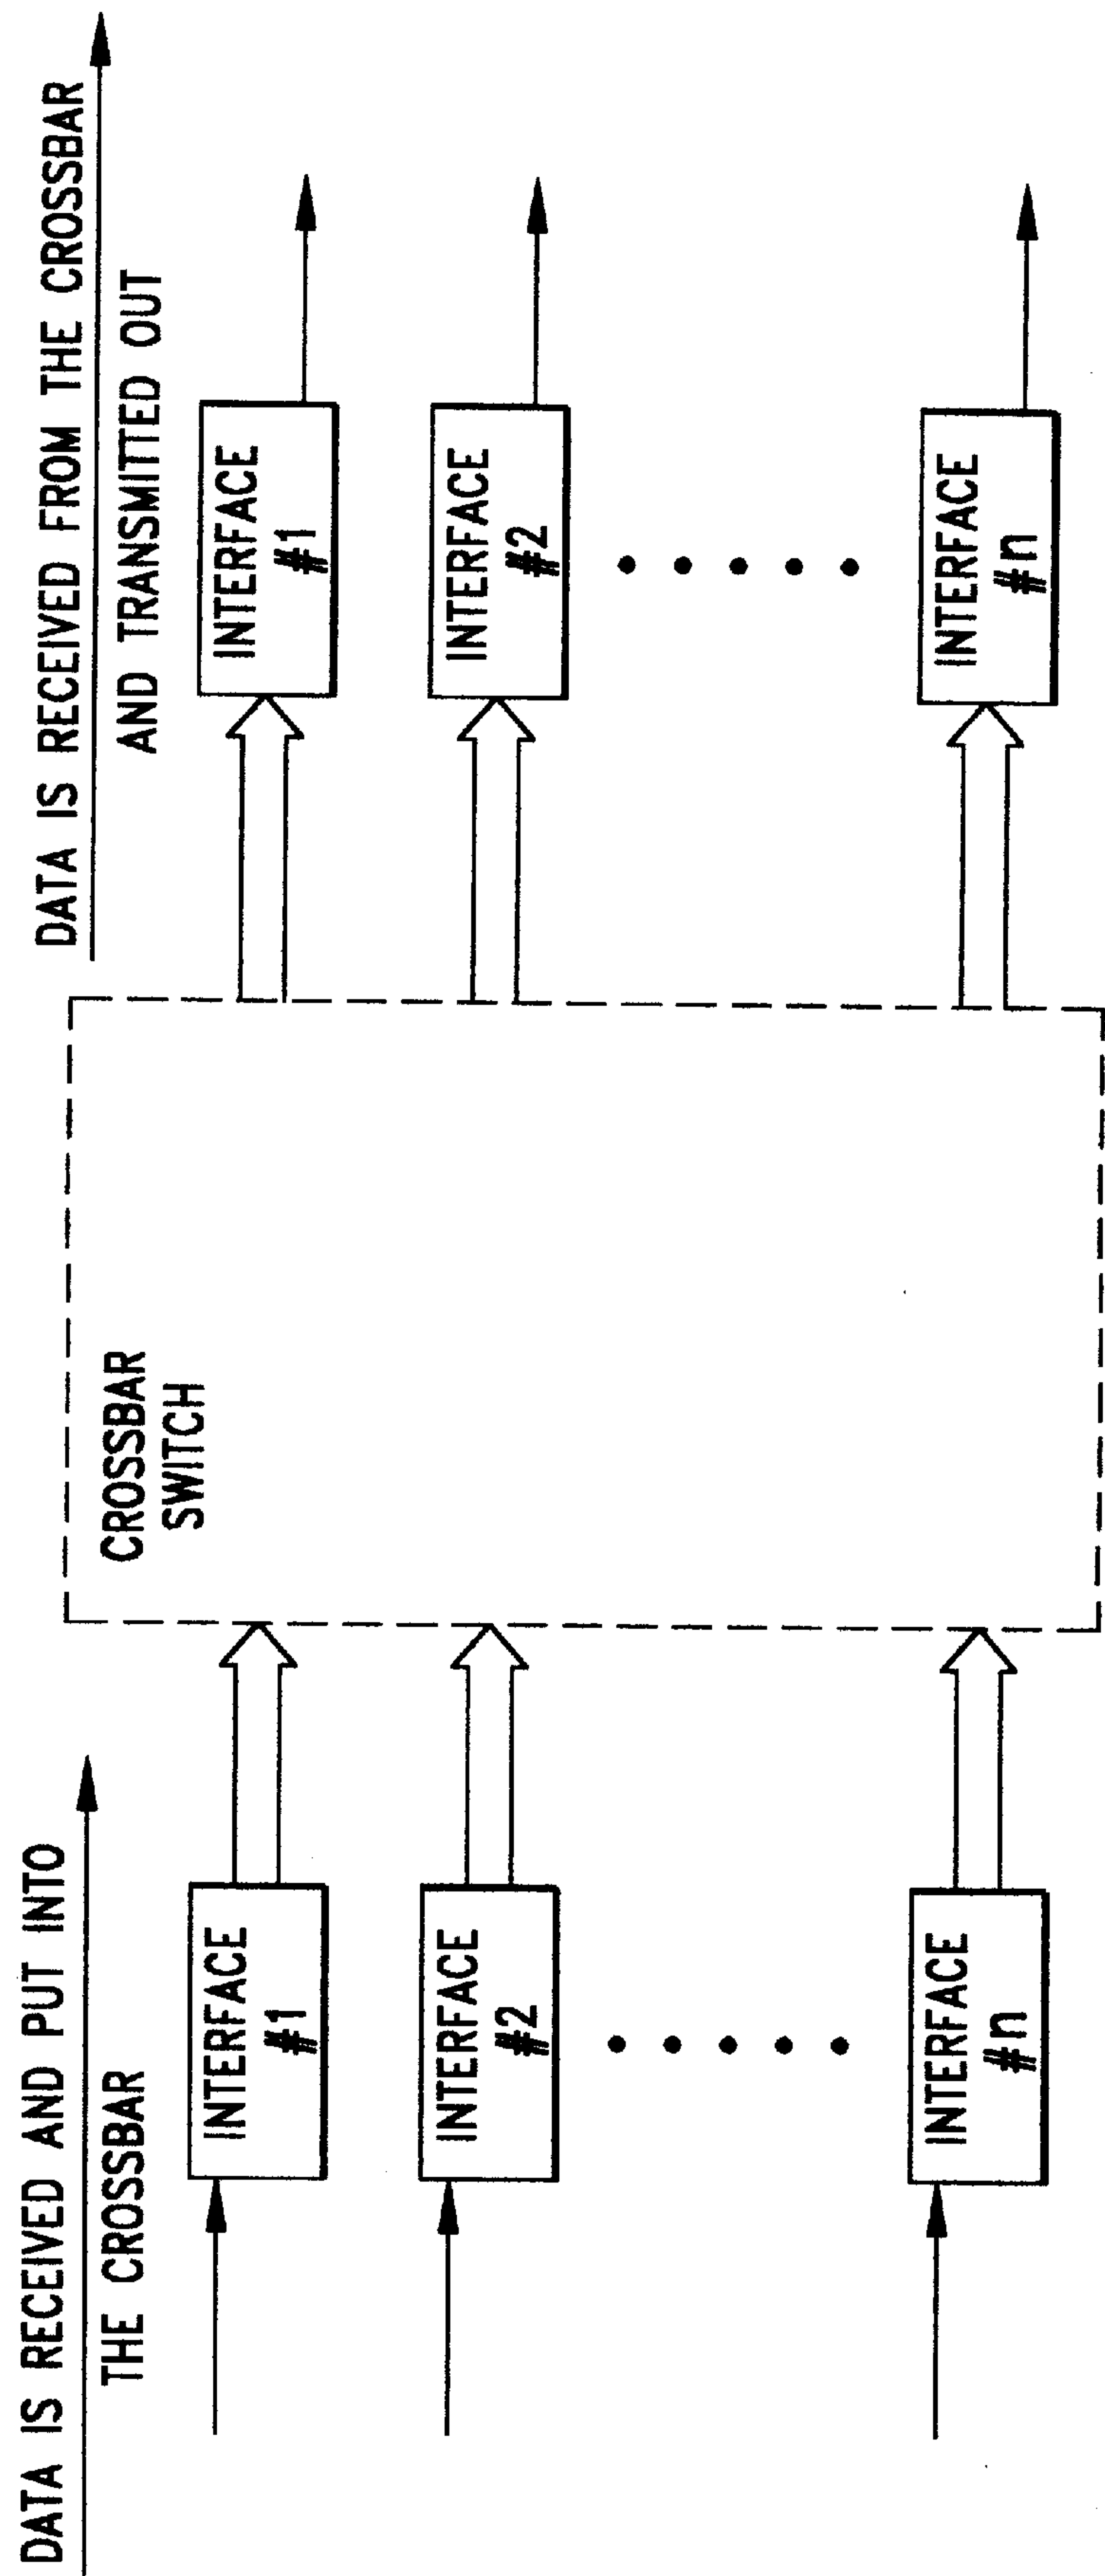 DATA IS RECEIVED AND PUT INTO
THE CROSSBAR
INTERFACE
#1
INTERFACE
#2
INTERFACE
#n
CROSSBAR
SWITCH
DATA IS RECEIVED FROM THE CROSSBAR
AND TRANSMITTED OUT
INTERFACE
#1
INTERFACE
#2
INTERFACE
#n